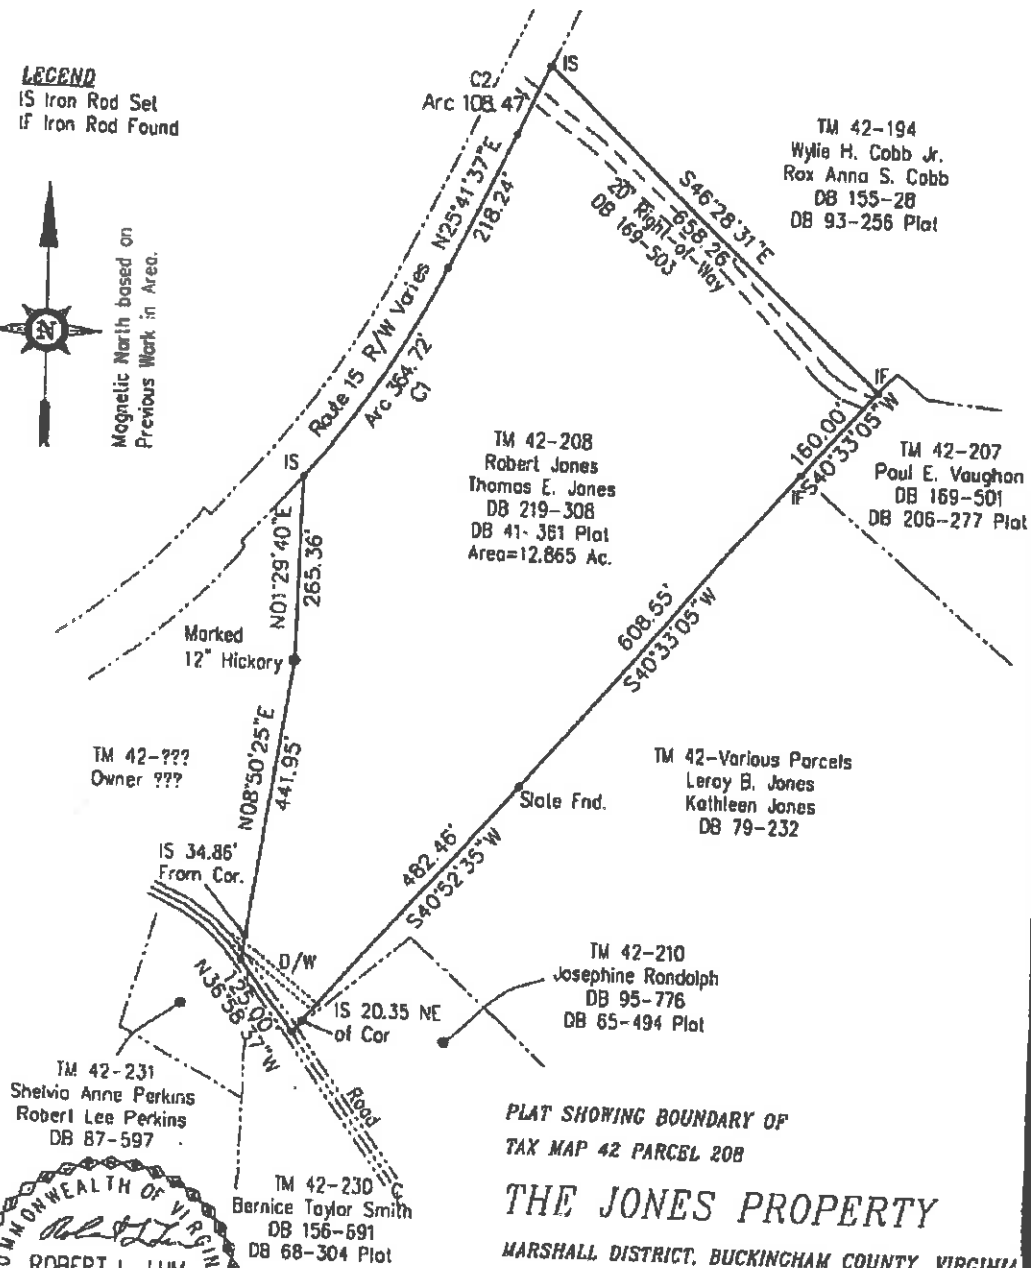 LEGEND
IS Iron Rod Set
IF Iron Rod Found
N
Magnetic North based on
Previous Work in Area.
C2
Arc 108.47'
IS
N25°41'37"E
218.24'
Route 15 R/W Varies
Arc 364.72'
C1
S46°28'31"E
658.26'
20' Right-of-Way
DB 169-503
TM 42-194
Wylie H. Cobb Jr.
Rox Anna S. Cobb
DB 155-28
DB 93-256 Plat
IF
160.00'
S40°33'05"W
IF
TM 42-207
Paul E. Vaughan
DB 169-501
DB 206-277 Plat
IS
TM 42-208
Robert Jones
Thomas E. Jones
DB 219-308
DB 41-361 Plat
Area=12.865 Ac.
N01°29'40"E
265.36'
Marked
12" Hickory
608.55'
S40°33'05"W
TM 42-???
Owner ???
N08°50'25"E
441.95'
TM 42-Various Parcels
Leroy B. Jones
Kathleen Jones
DB 79-232
Slate Fnd.
482.46'
S40°52'35"W
IS 34.86'
From Cor.
D/W
125.00'
N36°58'37"W
IS 20.35 NE
of Cor
TM 42-210
Josephine Randolph
DB 95-776
DB 65-494 Plat
TM 42-231
Shelvia Anne Perkins
Robert Lee Perkins
DB 87-597
Road
TM 42-230
Bernice Taylor Smith
DB 156-691
DB 68-304 Plat
COMMONWEALTH OF VIRGIN
ROBERT L. LUM
PLAT SHOWING BOUNDARY OF
TAX MAP 42 PARCEL 208
THE JONES PROPERTY
MARSHALL DISTRICT, BUCKINGHAM COUNTY, VIRGINIA